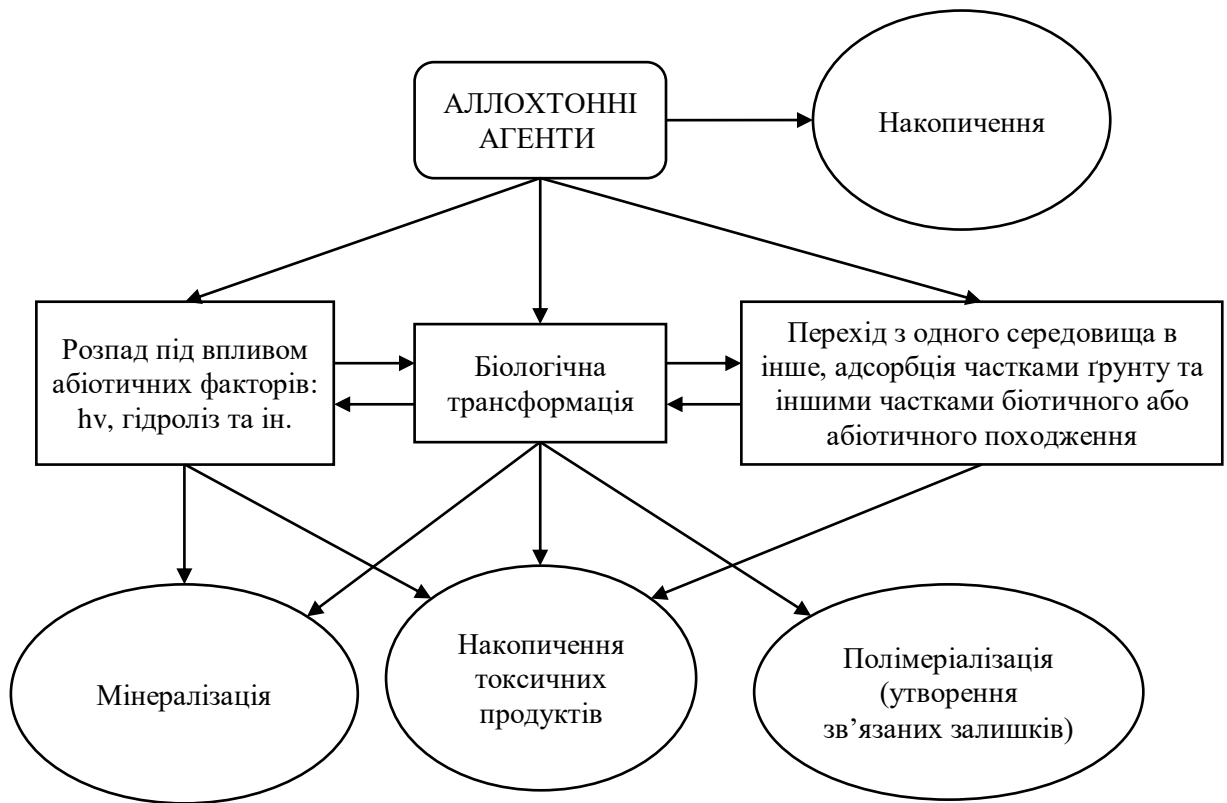 АЛЛОХТОННІ
АГЕНТИ
Накопичення
Розпад під впливом
абіотичних факторів:
hv, гідроліз та ін.
Біологічна
трансформація
Перехід з одного середовища в
інше, адсорбція частками ґрунту та
іншими частками біотичного або
абіотичного походження
Мінералізація
Накопичення
токсичних
продуктів
Полімеріалізація
(утворення
зв’язаних залишків)